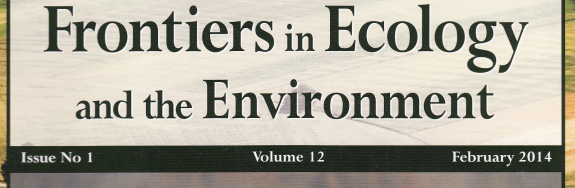 Frontiers in Ecology
and the Environment
Issue No 1 Volume 12 February 2014